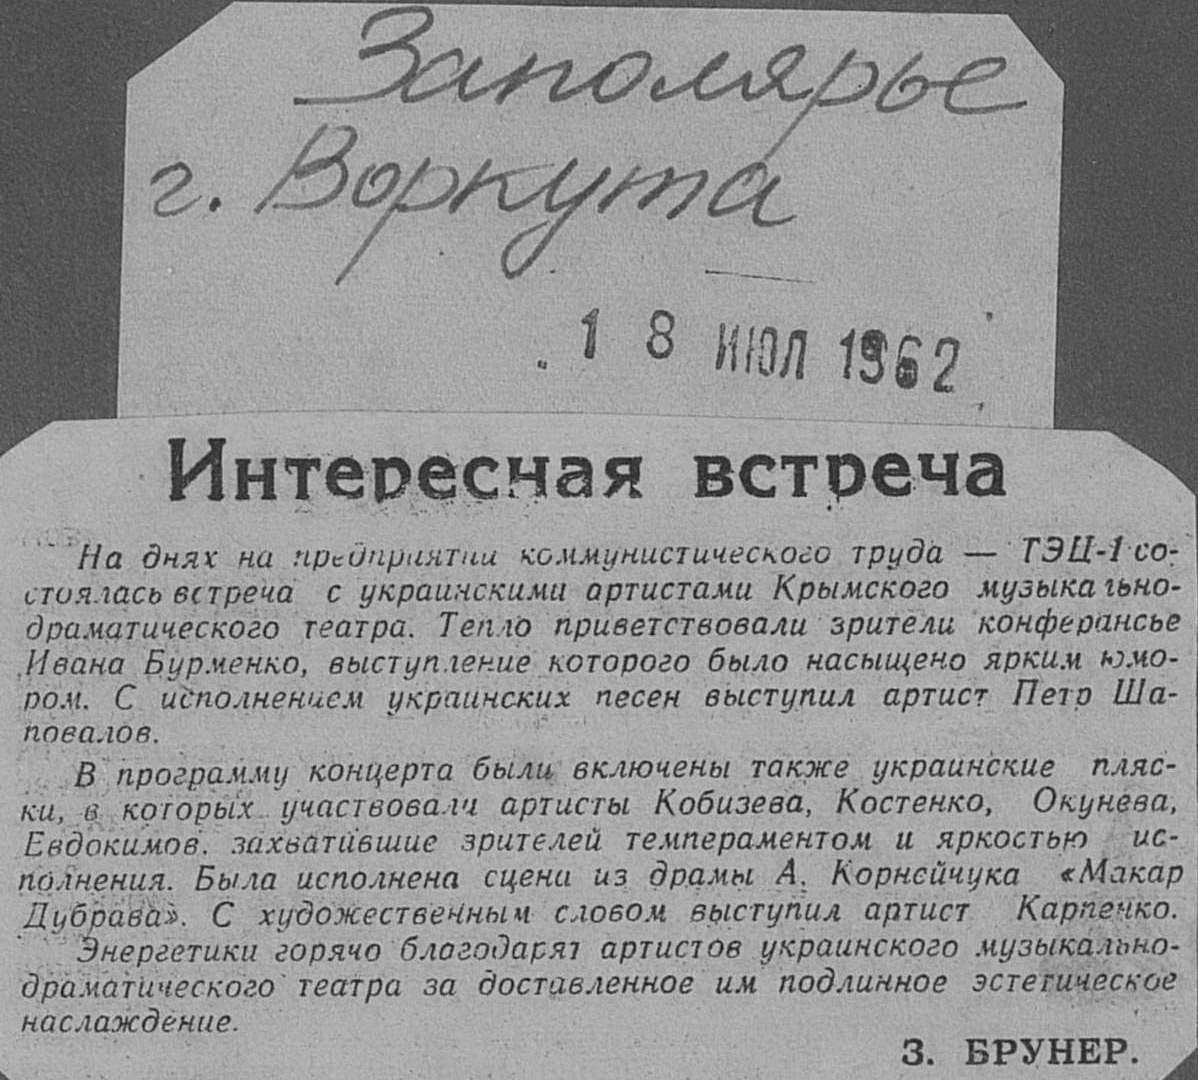 Заполярье
г. Воркута
18 ИЮЛ 1962
Интересная встреча
На днях на предприятии коммунистического труда — ТЭЦ-1 со-
стоялась встреча с украинскими артистами Крымского музыкально-
драматического театра. Тепло приветствовали зрители конферансье
Ивана Бурменко, выступление которого было насыщено ярким юмо-
ром. С исполнением украинских песен выступил артист Петр Ша-
повалов.
В программу концерта были включены также украинские пляс-
ки, в которых участвовали артисты Кобизева, Костенко, Окунева,
Евдокимов. захватившие зрителей темпераментом и яркостью ис-
полнения. Была исполнена сцени из драмы А. Корнейчука «Макар
Дубрава». С художественным словом выступил артист Карпенко.
Энергетики горячо благодарят артистов украинского музыкально-
драматического театра за доставленное им подлинное эстетическое
наслаждение.
З. БРУНЕР.